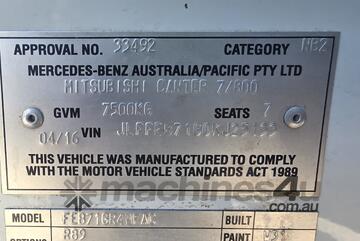 APPROVAL NO. 33492 CATEGORY NB2
MERCEDES-BENZ AUSTRALIA/PACIFIC PTY LTD
MITSUBISHI CANTER 7/800
GVM 7500KG SEATS 7
04/16 VIN
THIS VEHICLE WAS MANUFACTURED TO COMPLY
WITH THE MOTOR VEHICLE STANDARDS ACT 1989
machines4u
.com.au
MODEL BUILT
OPTIONS R89 PAINT